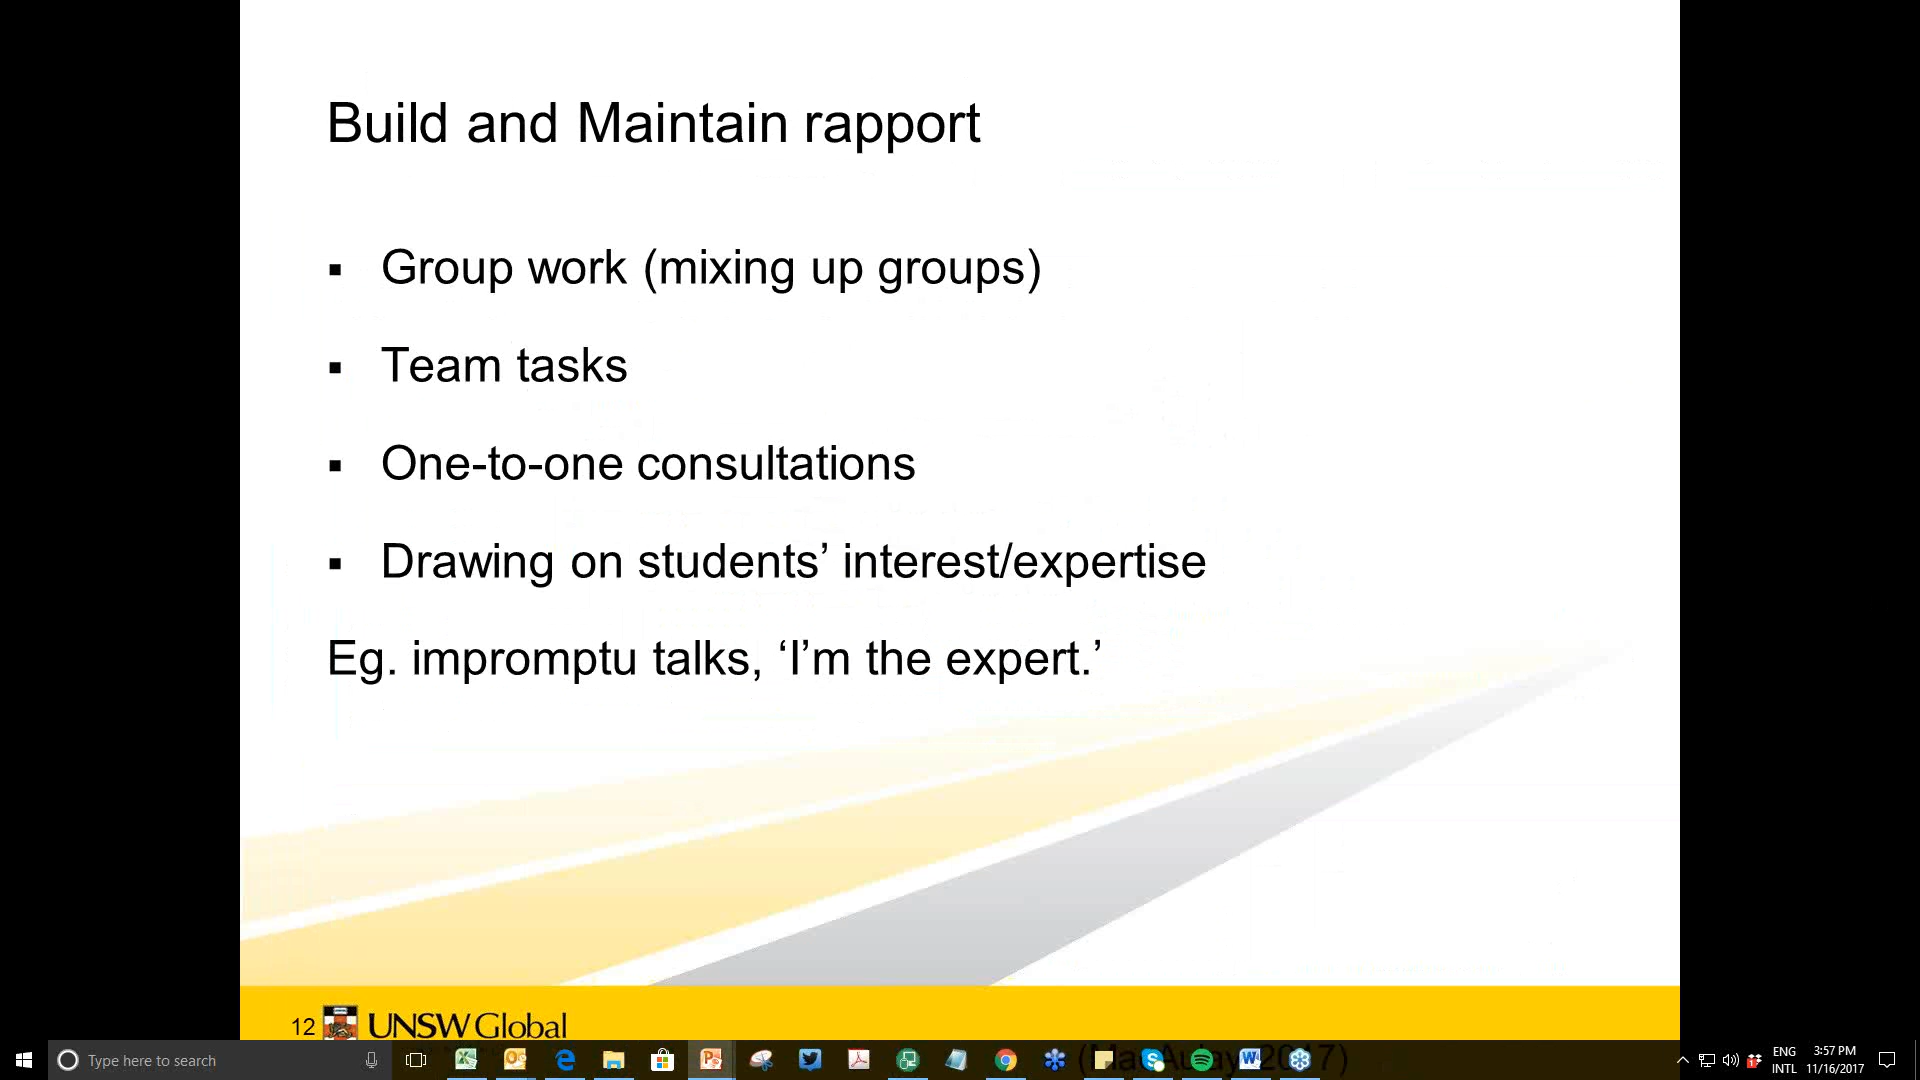 Build and Maintain rapport
▪ Group work (mixing up groups)
▪ Team tasks
▪ One-to-one consultations
▪ Drawing on students’ interest/expertise
Eg. impromptu talks, ‘I’m the expert.’
12 UNSW Global
Type here to search
ENG
INTL
3:57 PM
11/16/2017